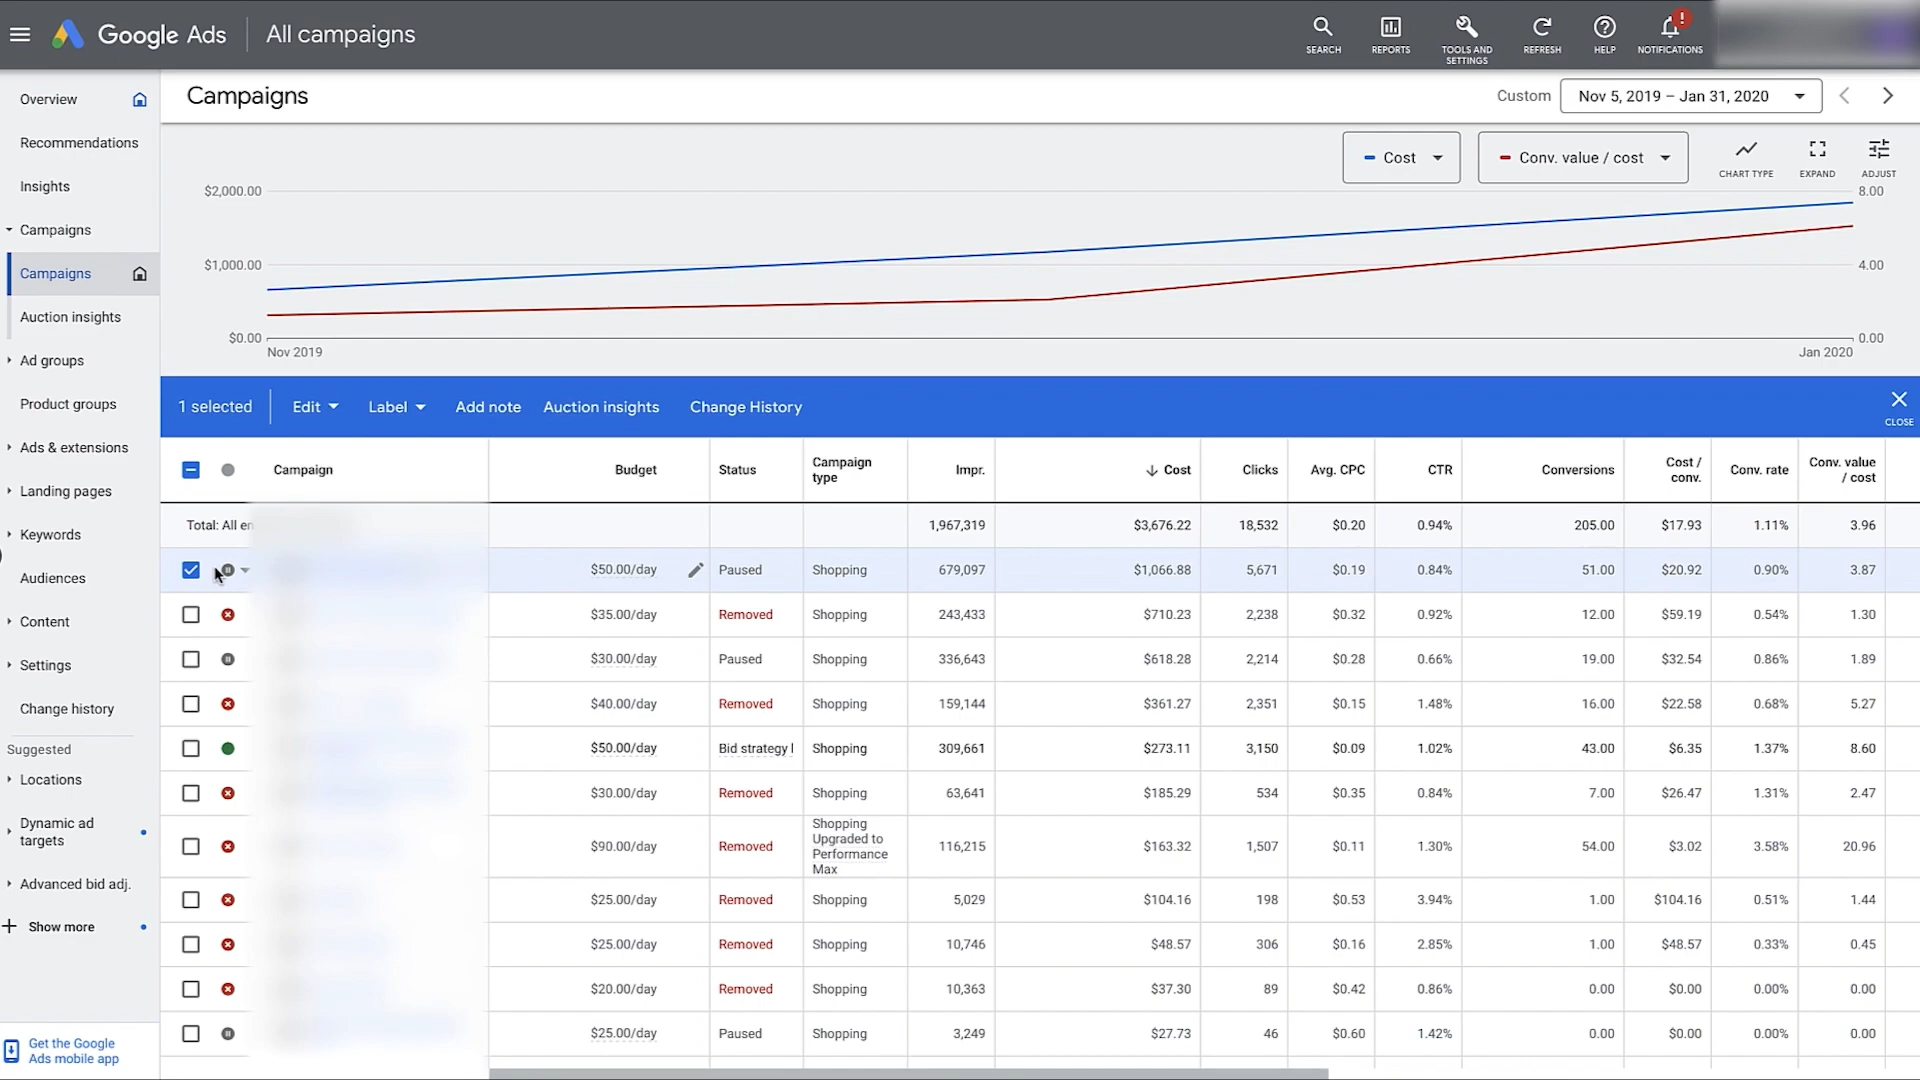 Google Ads
All campaigns
SEARCH
REPORTS
TOOLS AND
SETTINGS
REFRESH
HELP
!
NOTIFICATIONS
Overview
Recommendations
Insights
Campaigns
Campaigns
Auction insights
Ad groups
Product groups
Ads & extensions
Landing pages
Keywords
Audiences
Content
Settings
Change history
Suggested
Locations
Dynamic ad
targets
Advanced bid adj.
Show more
Get the Google
Ads mobile app
Campaigns
Custom
Nov 5, 2019 – Jan 31, 2020
Cost
Conv. value / cost
CHART TYPE
EXPAND
ADJUST
$2,000.00
8.00
$1,000.00
4.00
$0.00
0.00
Nov 2019
Jan 2020
1 selected
Edit
Label
Add note
Auction insights
Change History
CLOSE
Campaign Budget Status Campaign type Impr. Cost Clicks Avg. CPC CTR Conversions Cost / conv. Conv. rate Conv. value / cost
Total: All 1,967,319 $3,676.22 18,532 $0.20 0.94% 205.00 $17.93 1.11% 3.96
$50.00/day Paused Shopping 679,097 $1,066.88 5,671 $0.19 0.84% 51.00 $20.92 0.90% 3.87
$35.00/day Removed Shopping 243,433 $710.23 2,238 $0.32 0.92% 12.00 $59.19 0.54% 1.30
$30.00/day Paused Shopping 336,643 $618.28 2,214 $0.28 0.66% 19.00 $32.54 0.86% 1.89
$40.00/day Removed Shopping 159,144 $361.27 2,351 $0.15 1.48% 16.00 $22.58 0.68% 5.27
$50.00/day Bid strategy l Shopping 309,661 $273.11 3,150 $0.09 1.02% 43.00 $6.35 1.37% 8.60
$30.00/day Removed Shopping 63,641 $185.29 534 $0.35 0.84% 7.00 $26.47 1.31% 2.47
$90.00/day Removed Shopping Upgraded to Performance Max 116,215 $163.32 1,507 $0.11 1.30% 54.00 $3.02 3.58% 20.96
$25.00/day Removed Shopping 5,029 $104.16 198 $0.53 3.94% 1.00 $104.16 0.51% 1.44
$25.00/day Removed Shopping 10,746 $48.57 306 $0.16 2.85% 1.00 $48.57 0.33% 0.45
$20.00/day Removed Shopping 10,363 $37.30 89 $0.42 0.86% 0.00 $0.00 0.00% 0.00
$25.00/day Paused Shopping 3,249 $27.73 46 $0.60 1.42% 0.00 $0.00 0.00% 0.00